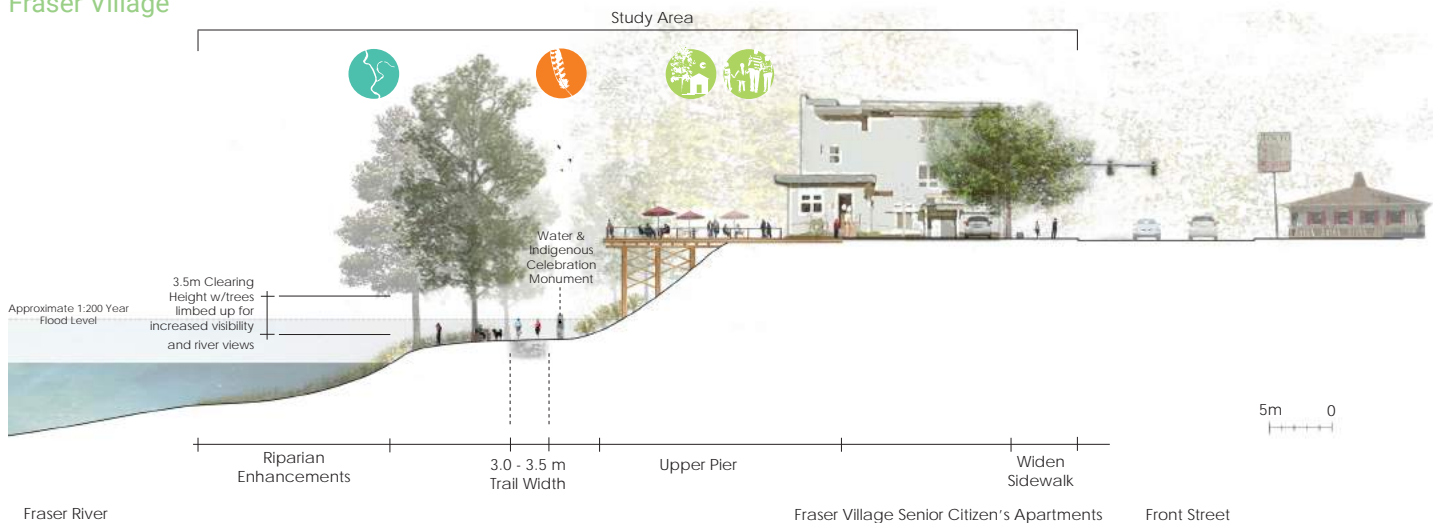 Fraser Village
Study Area
Water &
Indigenous
Celebration
Monument
3.5m Clearing
Height w/trees
limbed up for
increased visibility
and river views
Approximate 1:200 Year
Flood Level
5m 0
Riparian
Enhancements
3.0 - 3.5 m
Trail Width
Upper Pier
Widen
Sidewalk
Fraser River
Fraser Village Senior Citizen's Apartments
Front Street